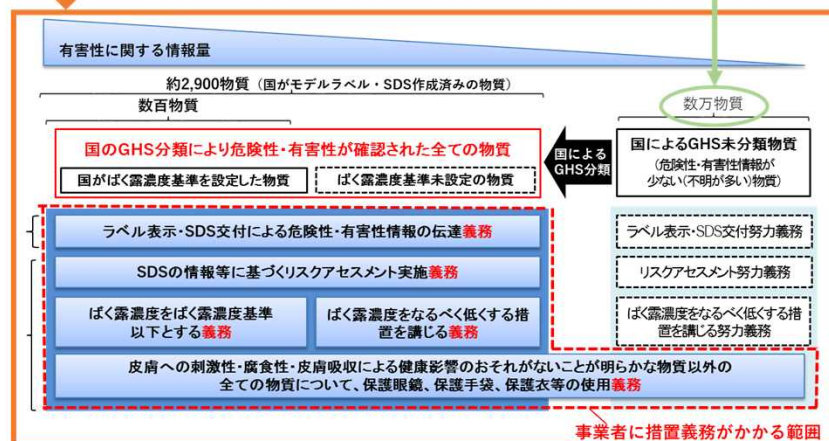 有害性に関する情報量
約2,900物質（国がモデルラベル・SDS作成済みの物質）
数百物質
数万物質
国のGHS分類により危険性・有害性が確認された全ての物質
国がばく露濃度基準を設定した物質
ばく露濃度基準未設定の物質
国による
GHS分類
国によるGHS未分類物質
（危険性・有害性情報が
少ない（不明が多い）物質）
ラベル表示・SDS交付による危険性・有害性情報の伝達義務
ラベル表示・SDS交付努力義務
SDSの情報等に基づくリスクアセスメント実施義務
リスクアセスメント努力義務
ばく露濃度をばく露濃度基準
以下とする義務
ばく露濃度をなるべく低くする措
置を講じる義務
ばく露濃度をなるべく低くする措
置を講じる努力義務
皮膚への刺激性・腐食性・皮膚吸収による健康影響のおそれがないことが明らかな物質以外の
全ての物質について、保護眼鏡、保護手袋、保護衣等の使用義務
事業者に措置義務がかかる範囲